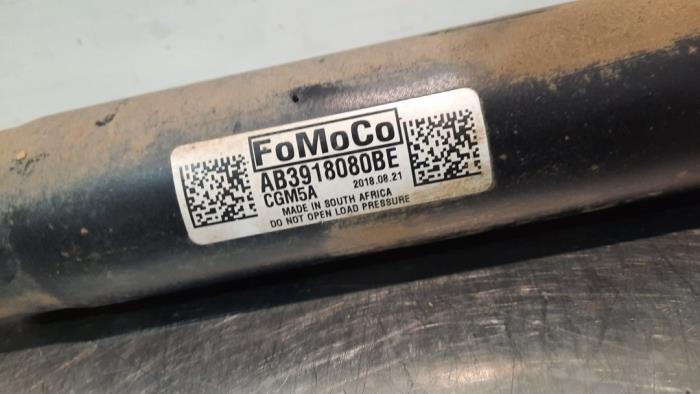 FoMoCo
AB3918080BE
CGM5A 2018.08.21
MADE IN SOUTH AFRICA
DO NOT OPEN LOAD PRESSURE